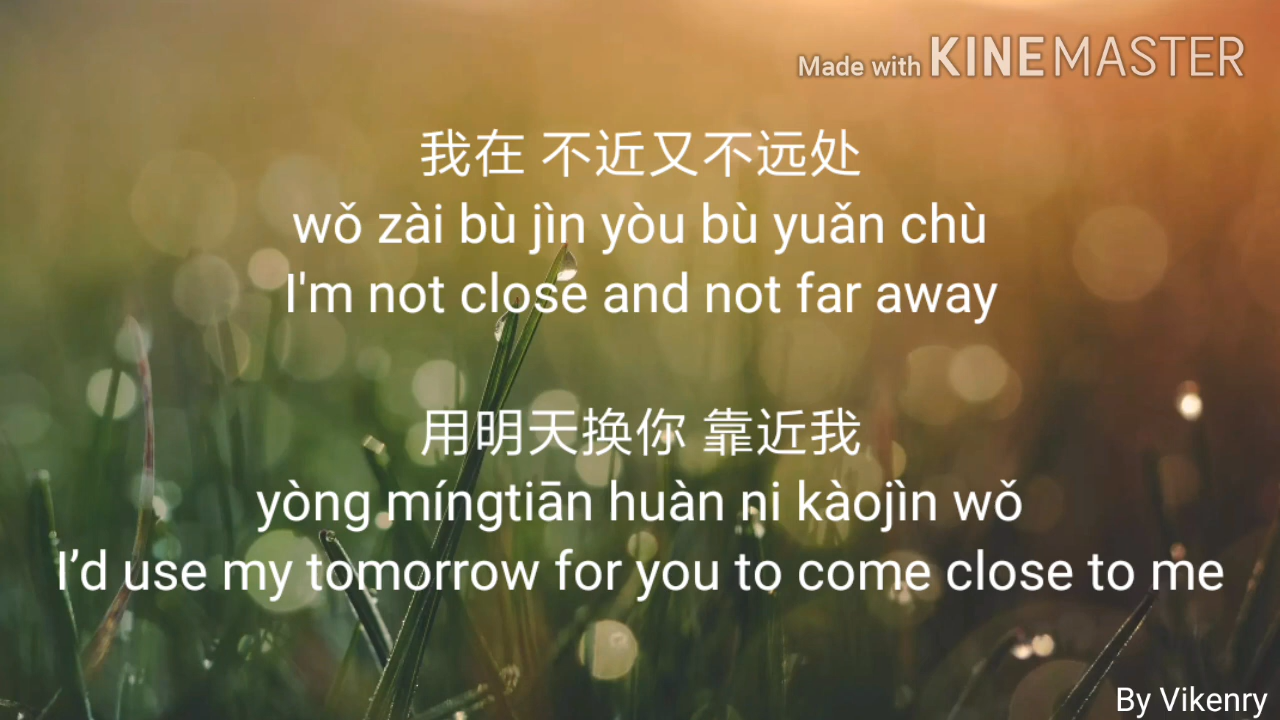 Made with KINEMASTER
我在 不近又不远处
wǒ zài bù jìn yòu bù yuǎn chù
I'm not close and not far away
用明天换你 靠近我
yòng míngtiān huàn ni kàojìn wǒ
I’d use my tomorrow for you to come close to me
By Vikenry